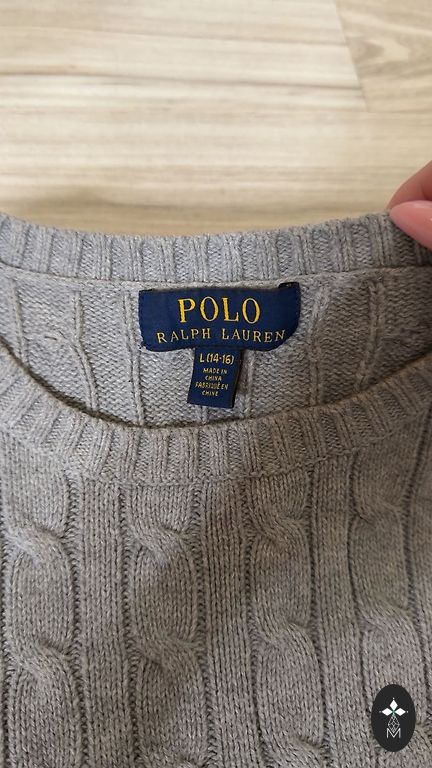 POLO
RALPH LAUREN
L (14-16)
MADE IN
CHINA
FABRIQUÉ EN
CHINE